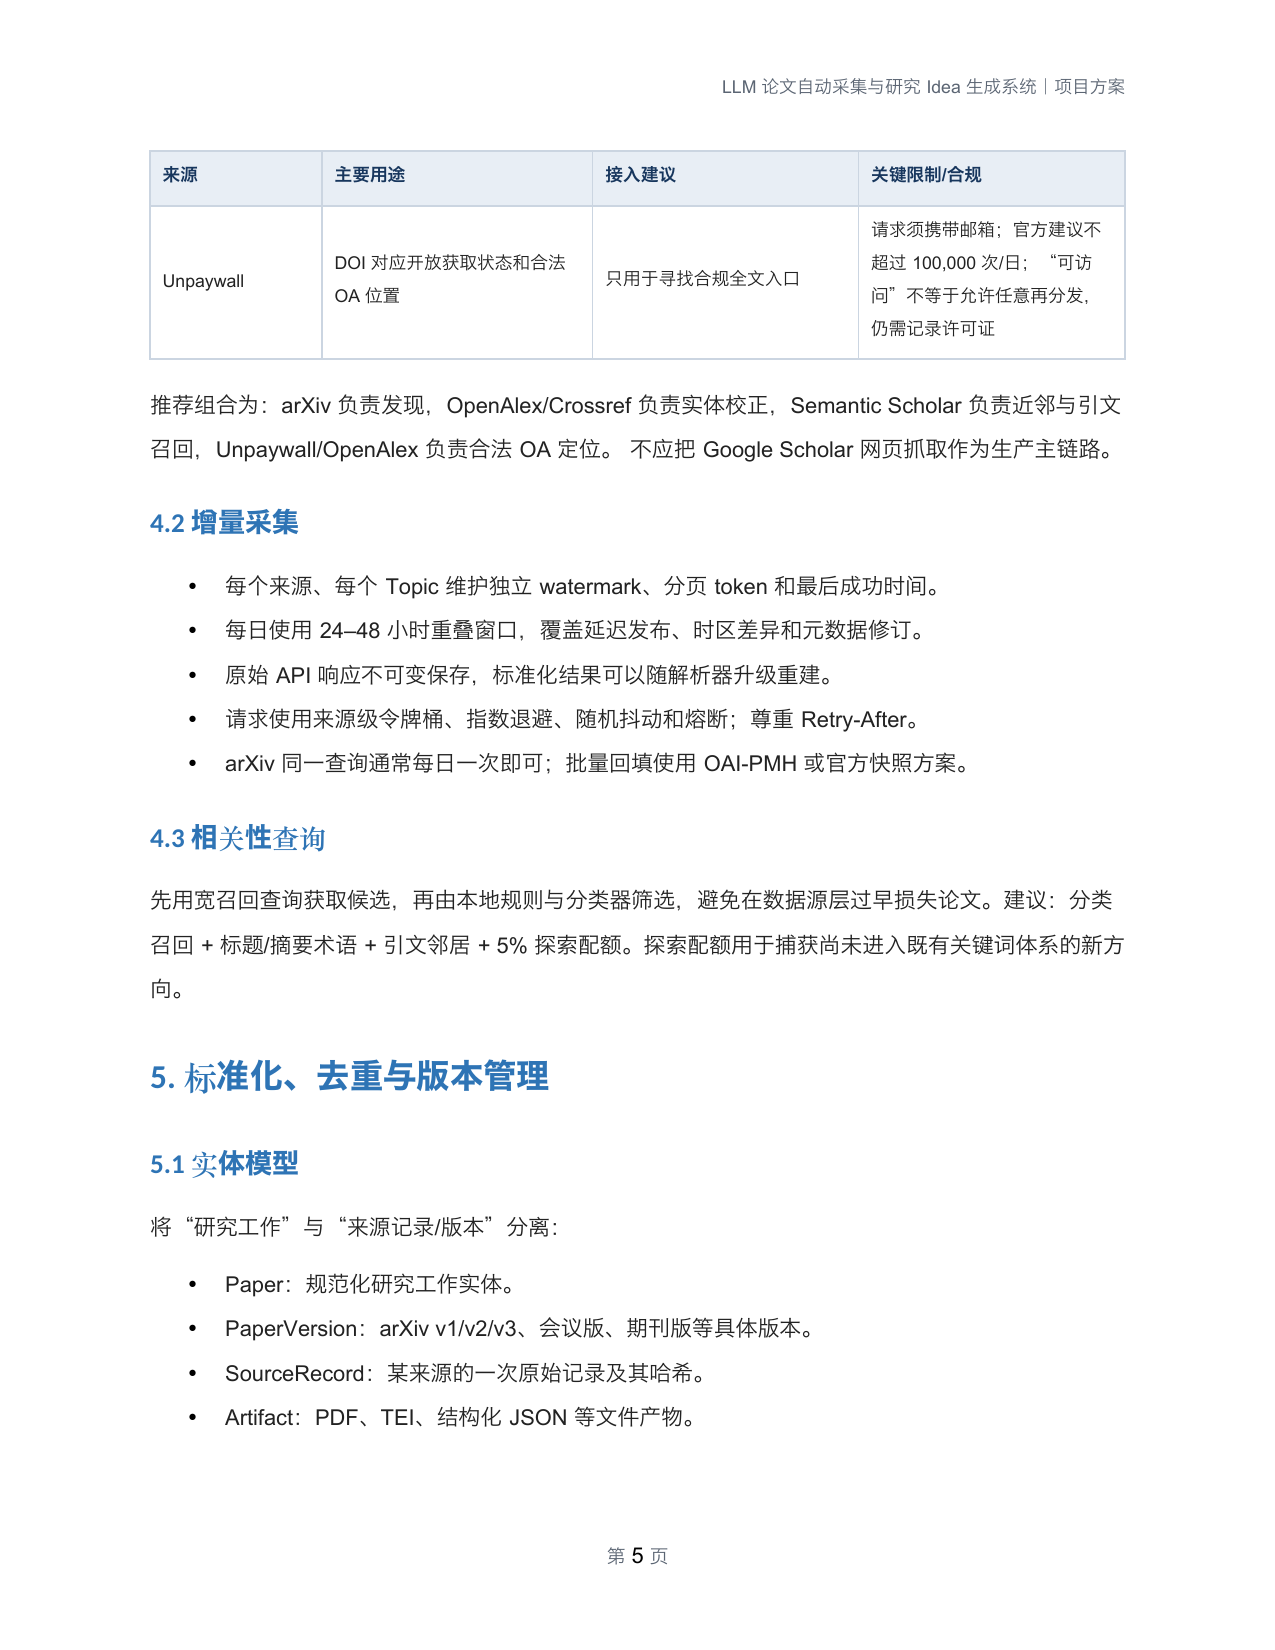 LLM 论文自动采集与研究 Idea 生成系统｜项目方案
来源 主要用途 接入建议 关键限制/合规
Unpaywall
DOI 对应开放获取状态和合法
OA 位置
只用于寻找合规全文入口
请求须携带邮箱；官方建议不
超过 100,000 次/日；“可访
问”不等于允许任意再分发，
仍需记录许可证
推荐组合为：arXiv 负责发现，OpenAlex/Crossref 负责实体校正，Semantic Scholar 负责近邻与引文
召回，Unpaywall/OpenAlex 负责合法 OA 定位。 不应把 Google Scholar 网页抓取作为生产主链路。
4.2 增量采集
• 每个来源、每个 Topic 维护独立 watermark、分页 token 和最后成功时间。
• 每日使用 24–48 小时重叠窗口，覆盖延迟发布、时区差异和元数据修订。
• 原始 API 响应不可变保存，标准化结果可以随解析器升级重建。
• 请求使用来源级令牌桶、指数退避、随机抖动和熔断；尊重 Retry-After。
• arXiv 同一查询通常每日一次即可；批量回填使用 OAI-PMH 或官方快照方案。
4.3 相关性查询
先用宽召回查询获取候选，再由本地规则与分类器筛选，避免在数据源层过早损失论文。建议：分类
召回 + 标题/摘要术语 + 引文邻居 + 5% 探索配额。探索配额用于捕获尚未进入既有关键词体系的新方
向。
5. 标准化、去重与版本管理
5.1 实体模型
将“研究工作”与“来源记录/版本”分离：
• Paper：规范化研究工作实体。
• PaperVersion：arXiv v1/v2/v3、会议版、期刊版等具体版本。
• SourceRecord：某来源的一次原始记录及其哈希。
• Artifact：PDF、TEI、结构化 JSON 等文件产物。
第 5 页